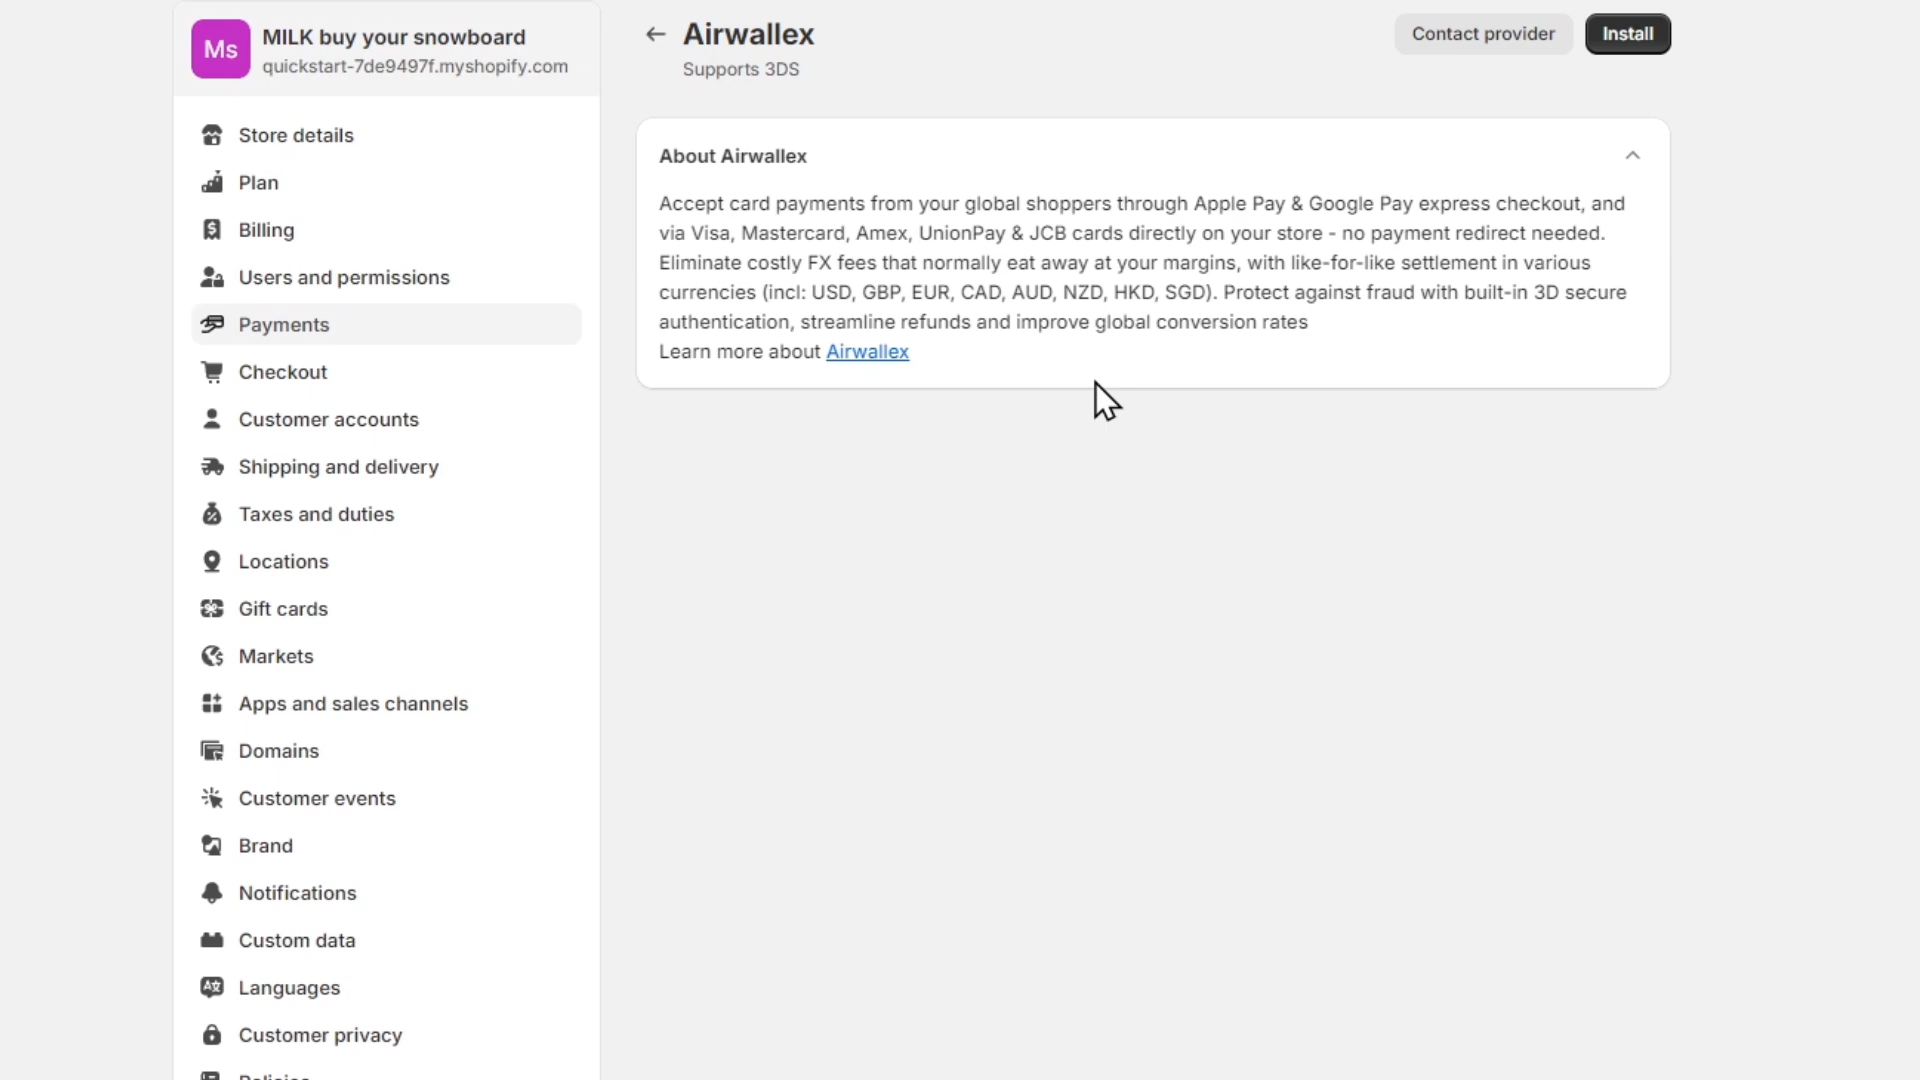 Ms
MILK buy your snowboard
quickstart-7de9497f.myshopify.com
Store details
Plan
Billing
Users and permissions
Payments
Checkout
Customer accounts
Shipping and delivery
Taxes and duties
Locations
Gift cards
Markets
Apps and sales channels
Domains
Customer events
Brand
Notifications
Custom data
Languages
Customer privacy
Airwallex
Supports 3DS
Contact provider
Install
About Airwallex
Accept card payments from your global shoppers through Apple Pay & Google Pay express checkout, and
via Visa, Mastercard, Amex, UnionPay & JCB cards directly on your store - no payment redirect needed.
Eliminate costly FX fees that normally eat away at your margins, with like-for-like settlement in various
currencies (incl: USD, GBP, EUR, CAD, AUD, NZD, HKD, SGD). Protect against fraud with built-in 3D secure
authentication, streamline refunds and improve global conversion rates
Learn more about Airwallex